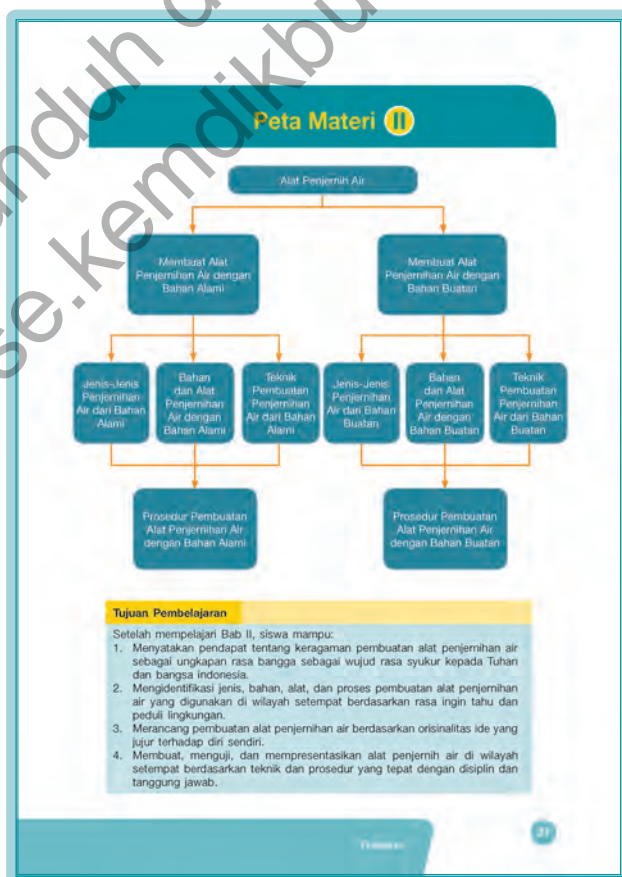 Peta Materi II
Alat Penjernih Air
Membuat Alat
Penjernihan Air dengan
Bahan Alami
Membuat Alat
Penjernihan Air dengan
Bahan Buatan
Jenis-Jenis
Penjernihan
Air dari Bahan
Alami
Bahan
dan Alat
Penjernihan
Air dengan
Bahan Alami
Teknik
Pembuatan
Penjernihan
Air dari Bahan
Alami
Jenis-Jenis
Penjernihan
Air dari Bahan
Buatan
Bahan
dan Alat
Penjernihan
Air dengan
Bahan Buatan
Teknik
Pembuatan
Penjernihan
Air dari Bahan
Buatan
Prosedur Pembuatan
Alat Penjernihan Air
dengan Bahan Alami
Prosedur Pembuatan
Alat Penjernihan Air
dengan Bahan Buatan
Tujuan Pembelajaran
Setelah mempelajari Bab II, siswa mampu:
1. Menyatakan pendapat tentang keragaman pembuatan alat penjernihan air
sebagai ungkapan rasa bangga sebagai wujud rasa syukur kepada Tuhan
dan bangsa indonesia.
2. Mengidentifikasi jenis, bahan, alat, dan proses pembuatan alat penjernihan
air yang digunakan di wilayah setempat berdasarkan rasa ingin tahu dan
peduli lingkungan.
3. Merancang pembuatan alat penjernihan air berdasarkan orisinalitas ide yang
jujur terhadap diri sendiri.
4. Membuat, menguji, dan mempresentasikan alat penjernih air di wilayah
setempat berdasarkan teknik dan prosedur yang tepat dengan disiplin dan
tanggung jawab.